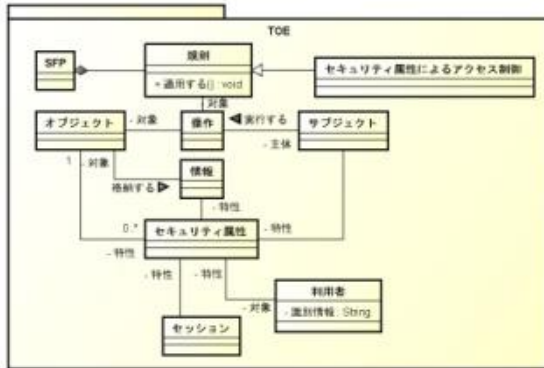 TOE
SFP
規則
+ 適用する() : void
セキュリティ属性によるアクセス制御
対象
オブジェクト
- 対象
操作
実行する
サブジェクト
- 主体
1
- 対象
情報
格納する
- 特性
0..*
セキュリティ属性
- 特性
- 特性
- 特性
- 特性
利用者
- 対象
- 識別情報 : String
セッション